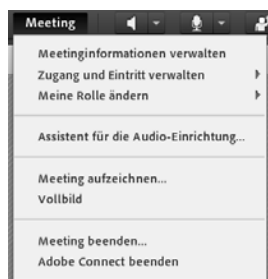 Meeting
Meetinginformationen verwalten
Zugang und Eintritt verwalten
Meine Rolle ändern
Assistent für die Audio-Einrichtung...
Meeting aufzeichnen...
Vollbild
Meeting beenden...
Adobe Connect beenden